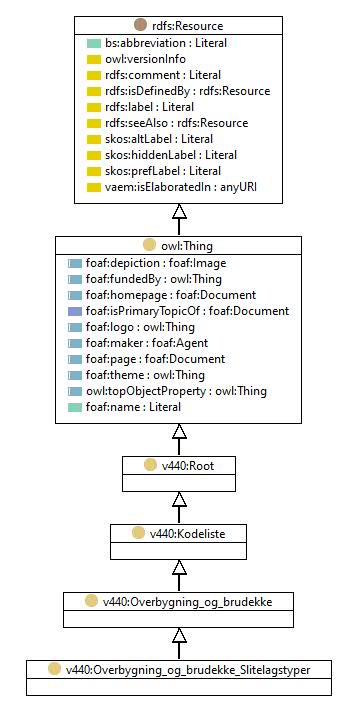 rdfs:Resource
bs:abbreviation : Literal
owl:versionInfo
rdfs:comment : Literal
rdfs:isDefinedBy : rdfs:Resource
rdfs:label : Literal
rdfs:seeAlso : rdfs:Resource
skos:altLabel : Literal
skos:hiddenLabel : Literal
skos:prefLabel : Literal
vaem:isElaboratedIn : anyURI
owl:Thing
foaf:depiction : foaf:Image
foaf:fundedBy : owl:Thing
foaf:homepage : foaf:Document
foaf:isPrimaryTopicOf : foaf:Document
foaf:logo : owl:Thing
foaf:maker : foaf:Agent
foaf:page : foaf:Document
foaf:theme : owl:Thing
owl:topObjectProperty : owl:Thing
foaf:name : Literal
v440:Root
v440:Kodeliste
v440:Overbygning_og_brudekke
v440:Overbygning_og_brudekke_Slitelagstyper